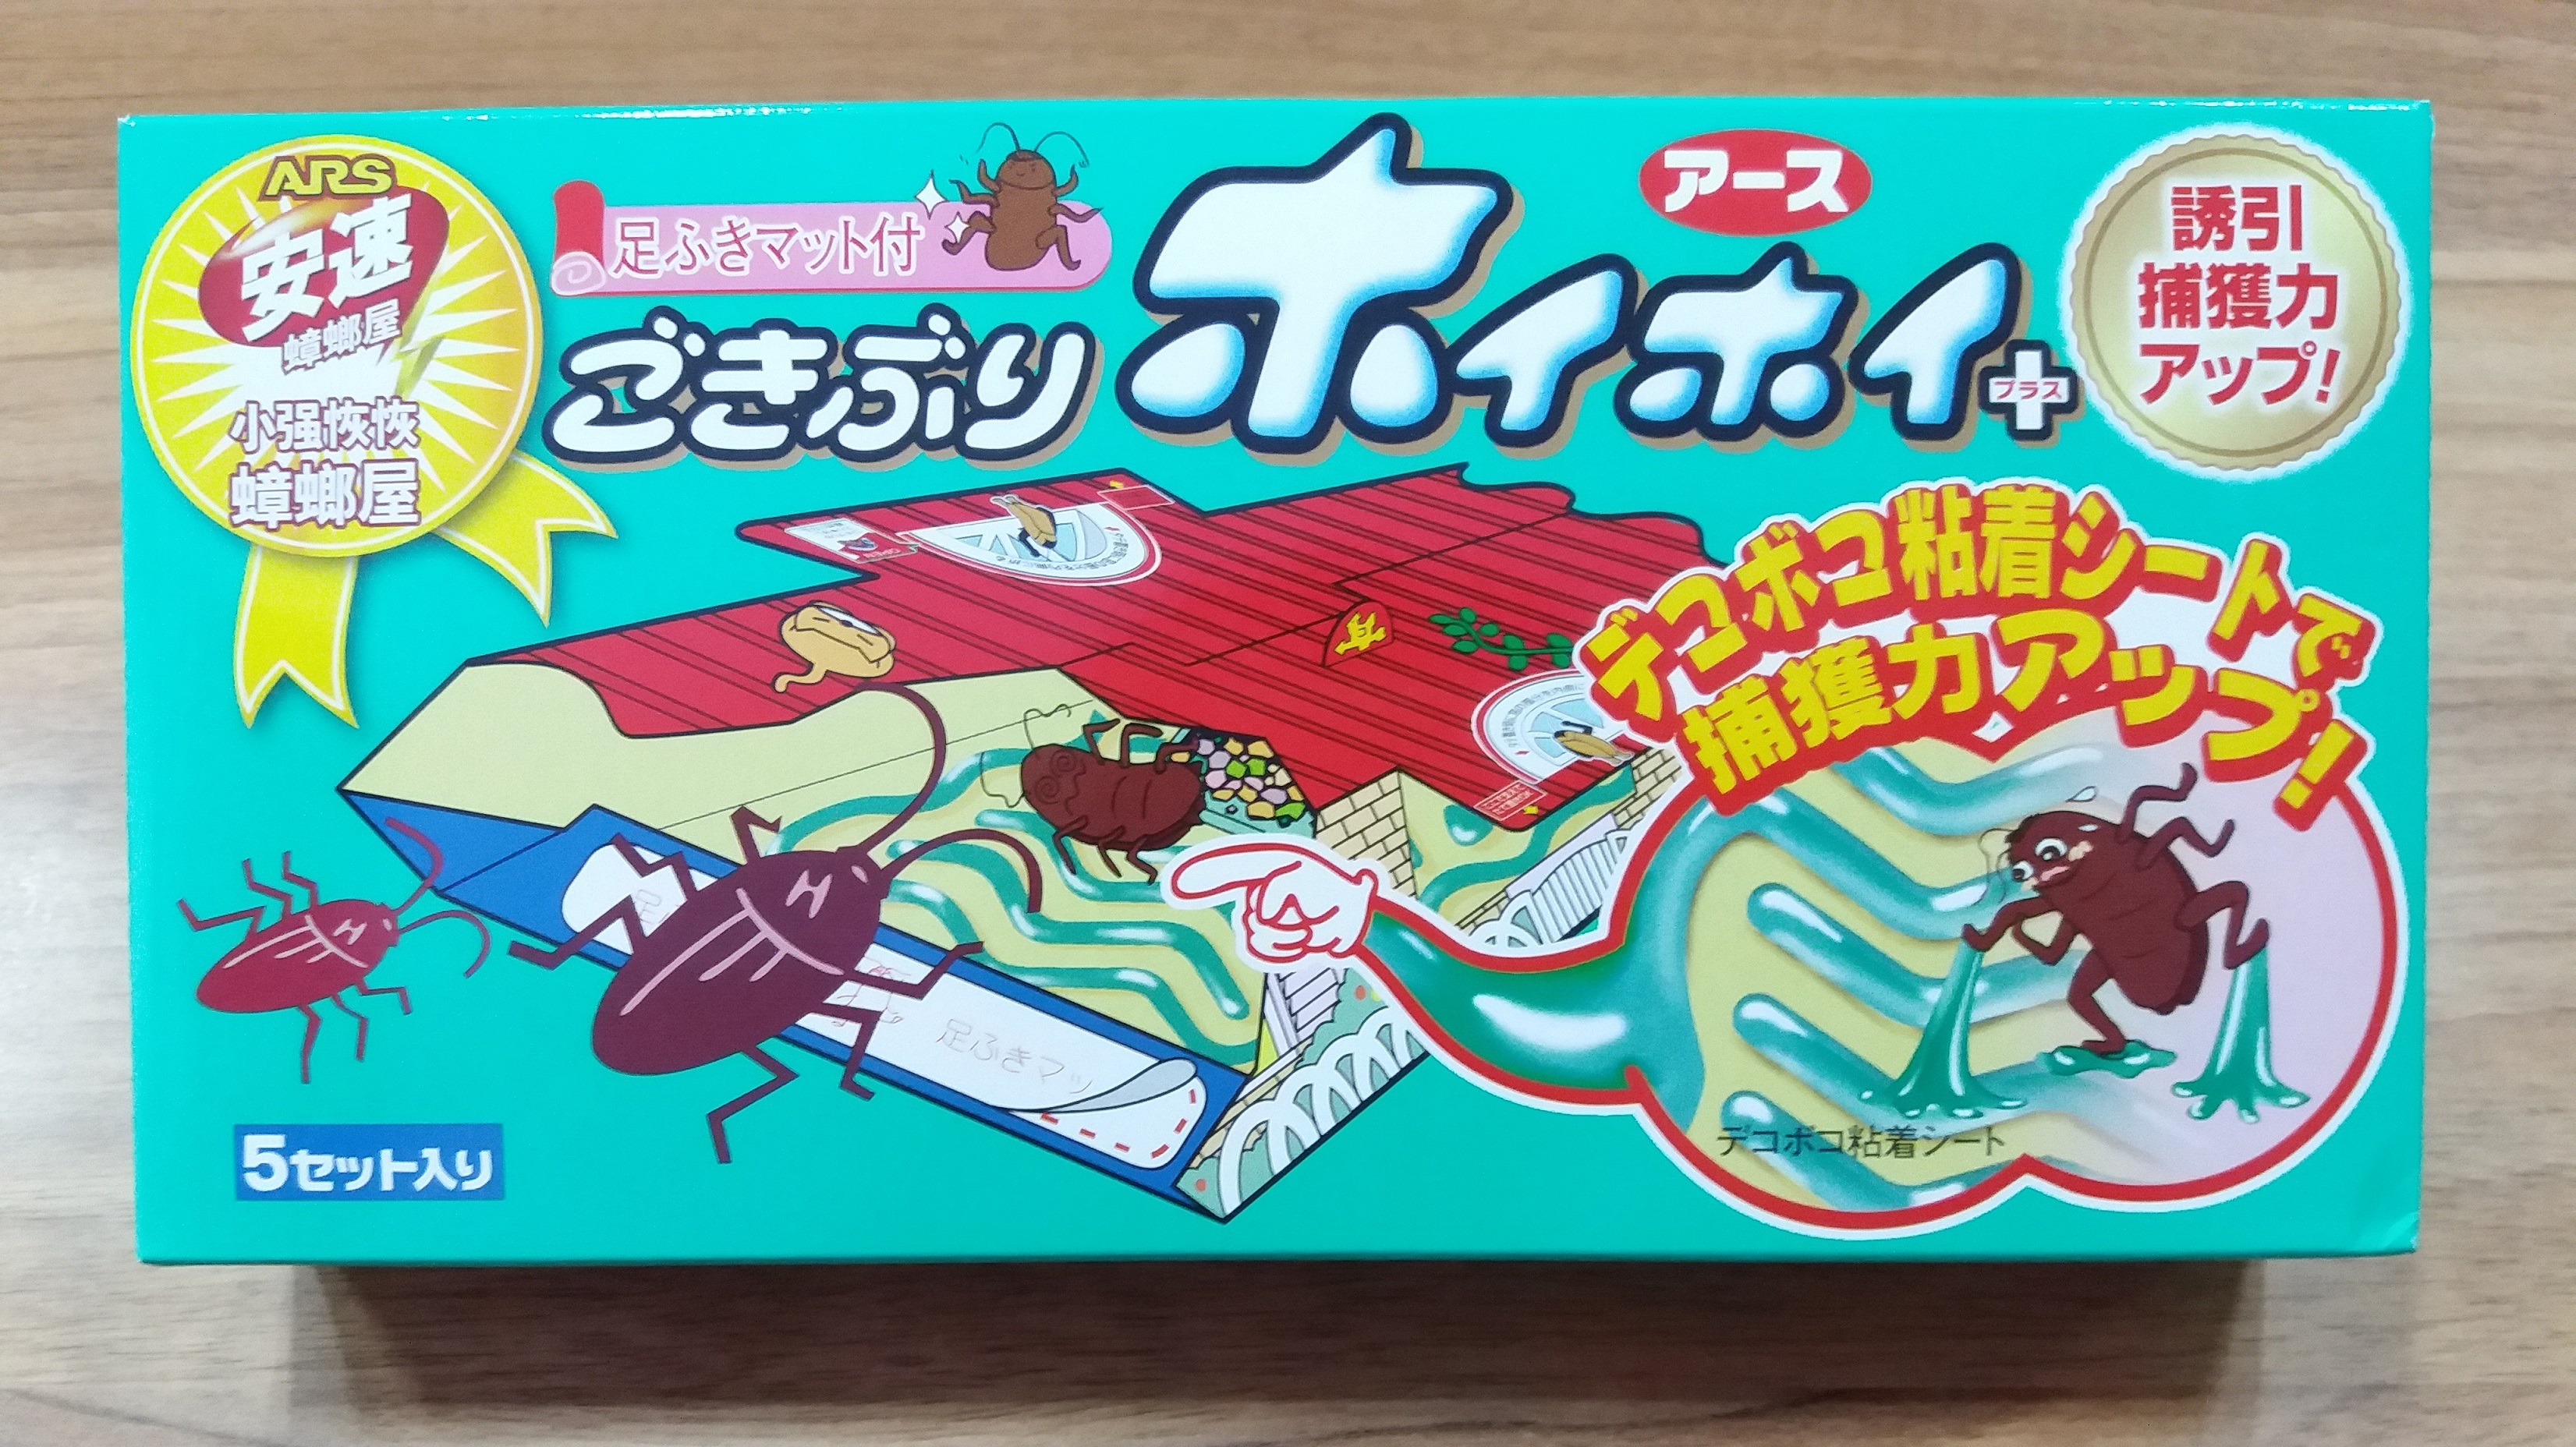 ARS
安速
蟑螂屋
小强恢恢
蟑螂屋
足ふきマット付
ごきぶり
アース
ホイホイ
プラス
誘引
捕獲力
アップ!
デコボコ粘着シートで
捕獲力アップ!
足ふきマッ
デコボコ粘着シート
5セット入り